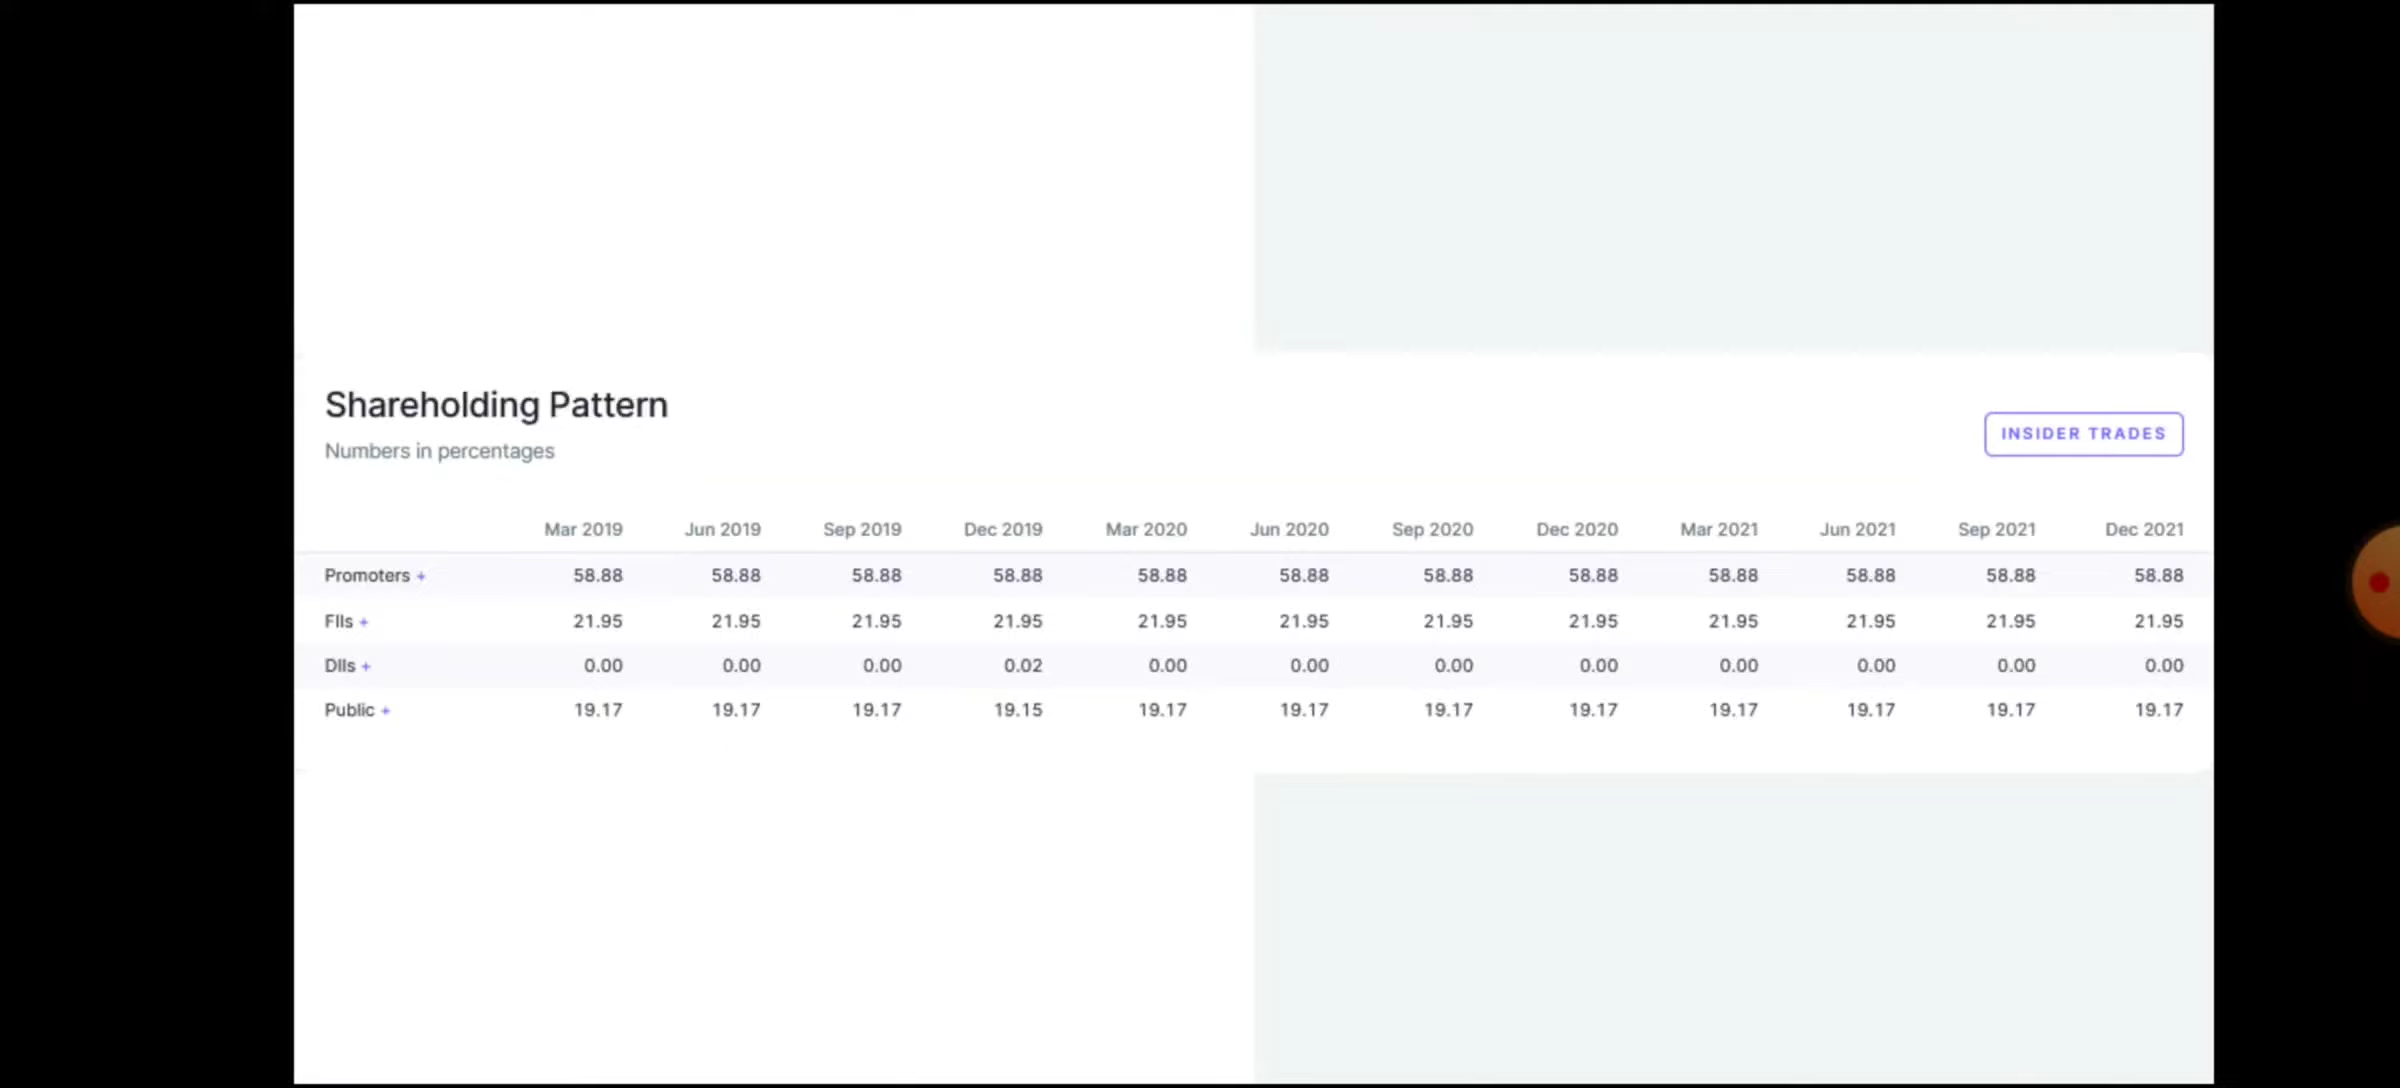 Shareholding Pattern
Numbers in percentages
INSIDER TRADES
Mar 2019 Jun 2019 Sep 2019 Dec 2019 Mar 2020 Jun 2020 Sep 2020 Dec 2020 Mar 2021 Jun 2021 Sep 2021 Dec 2021
Promoters + 58.88 58.88 58.88 58.88 58.88 58.88 58.88 58.88 58.88 58.88 58.88 58.88
FIIs + 21.95 21.95 21.95 21.95 21.95 21.95 21.95 21.95 21.95 21.95 21.95 21.95
DIIs + 0.00 0.00 0.00 0.02 0.00 0.00 0.00 0.00 0.00 0.00 0.00 0.00
Public + 19.17 19.17 19.17 19.15 19.17 19.17 19.17 19.17 19.17 19.17 19.17 19.17